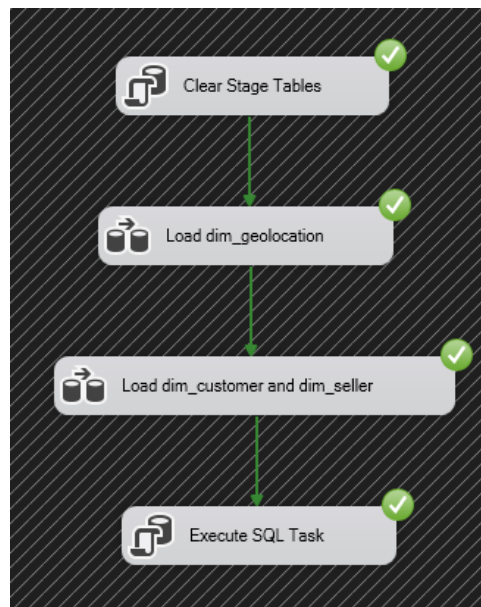 Clear Stage Tables
Load dim_geolocation
Load dim_customer and dim_seller
Execute SQL Task